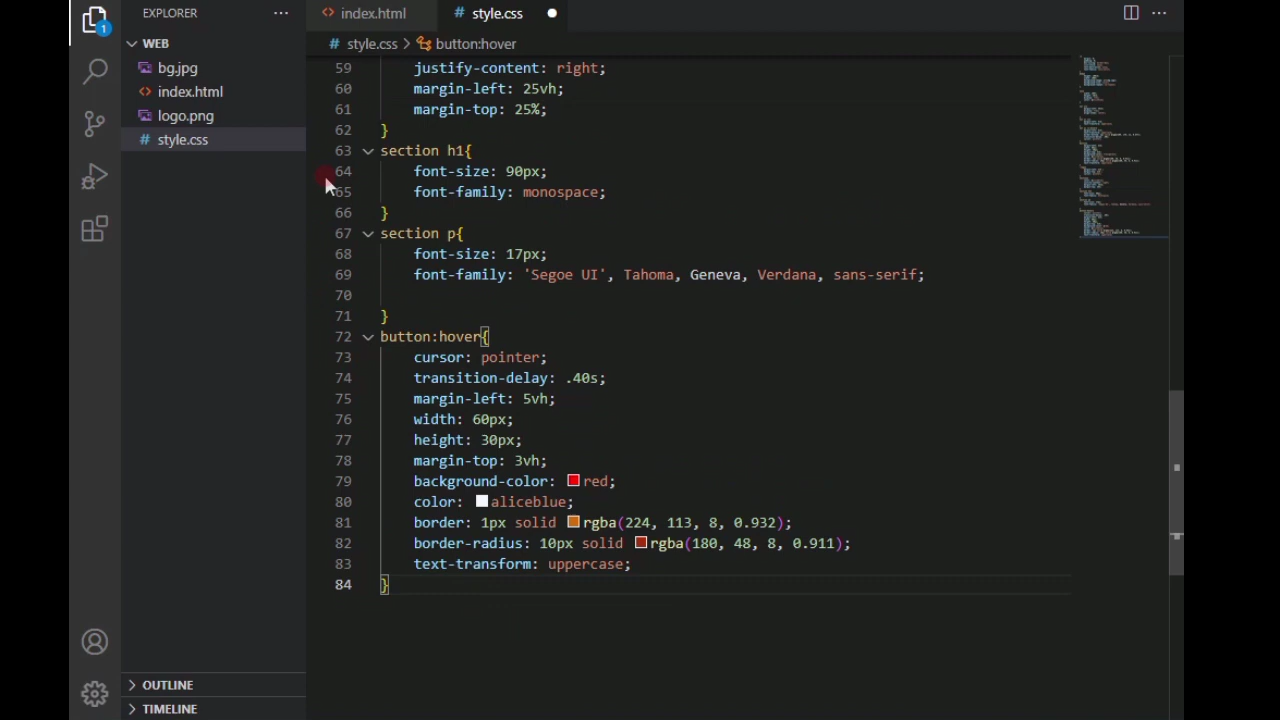 EXPLORER
index.html
style.css
1
WEB
style.css > button:hover
bg.jpg
index.html
logo.png
style.css
59 justify-content: right;
60 margin-left: 25vh;
61 margin-top: 25%;
62 }
63 section h1{
64 font-size: 90px;
65 font-family: monospace;
66 }
67 section p{
68 font-size: 17px;
69 font-family: 'Segoe UI', Tahoma, Geneva, Verdana, sans-serif;
70
71 }
72 button:hover{
73 cursor: pointer;
74 transition-delay: .40s;
75 margin-left: 5vh;
76 width: 60px;
77 height: 30px;
78 margin-top: 3vh;
79 background-color: red;
80 color: aliceblue;
81 border: 1px solid rgba(224, 113, 8, 0.932);
82 border-radius: 10px solid rgba(180, 48, 8, 0.911);
83 text-transform: uppercase;
84 }
OUTLINE
TIMELINE